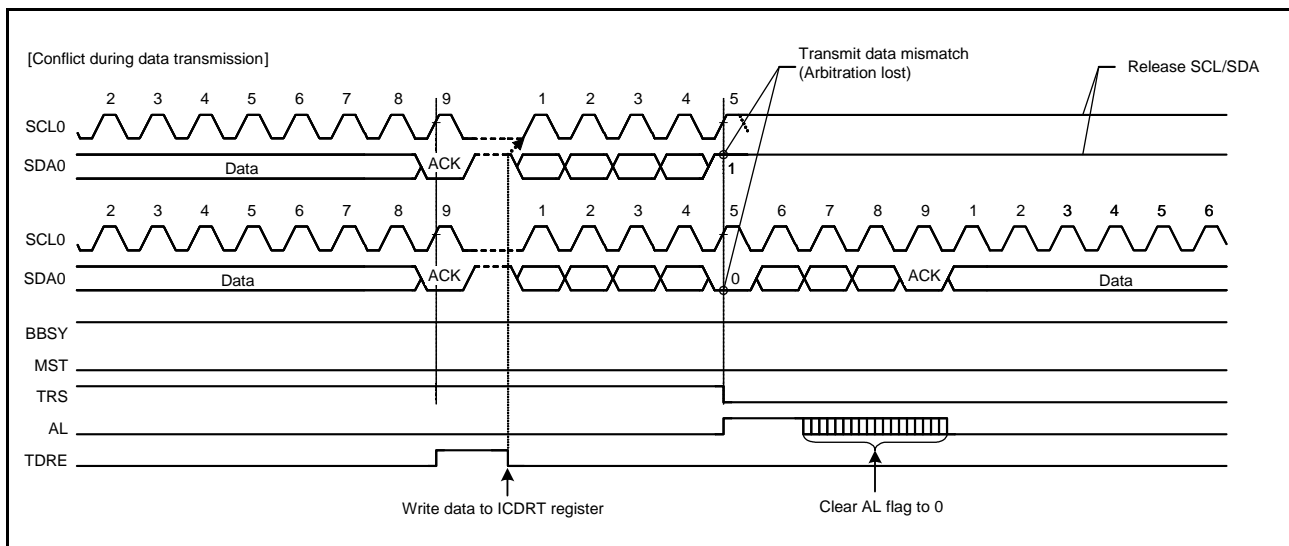 [Conflict during data transmission]
Transmit data mismatch
(Arbitration lost)
Release SCL/SDA
2 3 4 5 6 7 8 9 1 2 3 4 5
SCL0
SDA0 Data ACK 1
2 3 4 5 6 7 8 9 1 2 3 4 5 6 7 8 9 1 2 3 4 5 6
SCL0
SDA0 Data ACK 0 ACK Data
BBSY
MST
TRS
AL
TDRE
Write data to ICDRT register
Clear AL flag to 0